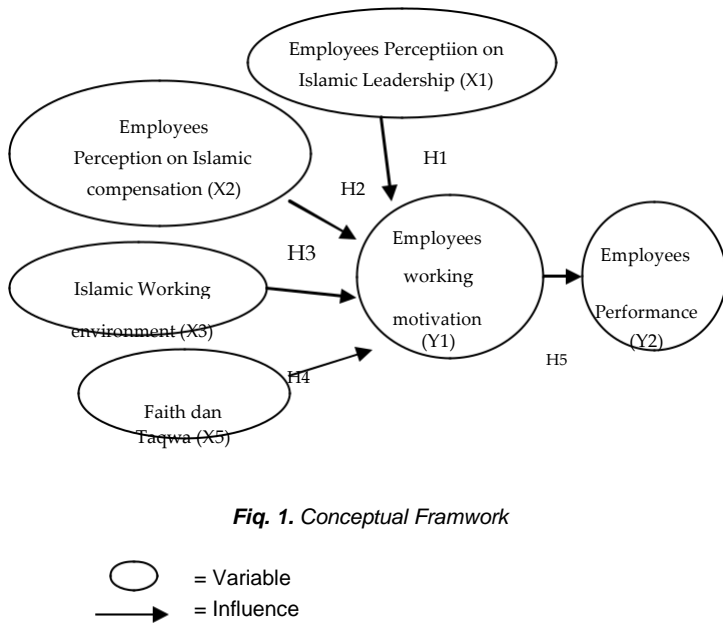 Employees Perceptiion on
Islamic Leadership (X1)
Employees
Perception on Islamic
compensation (X2)
H1
H2
H3
Islamic Working
environment (X3)
Employees
working
motivation
(Y1)
Employees
Performance
(Y2)
H4
H5
Faith dan
Taqwa (X5)
Fiq. 1. Conceptual Framwork
= Variable
= Influence